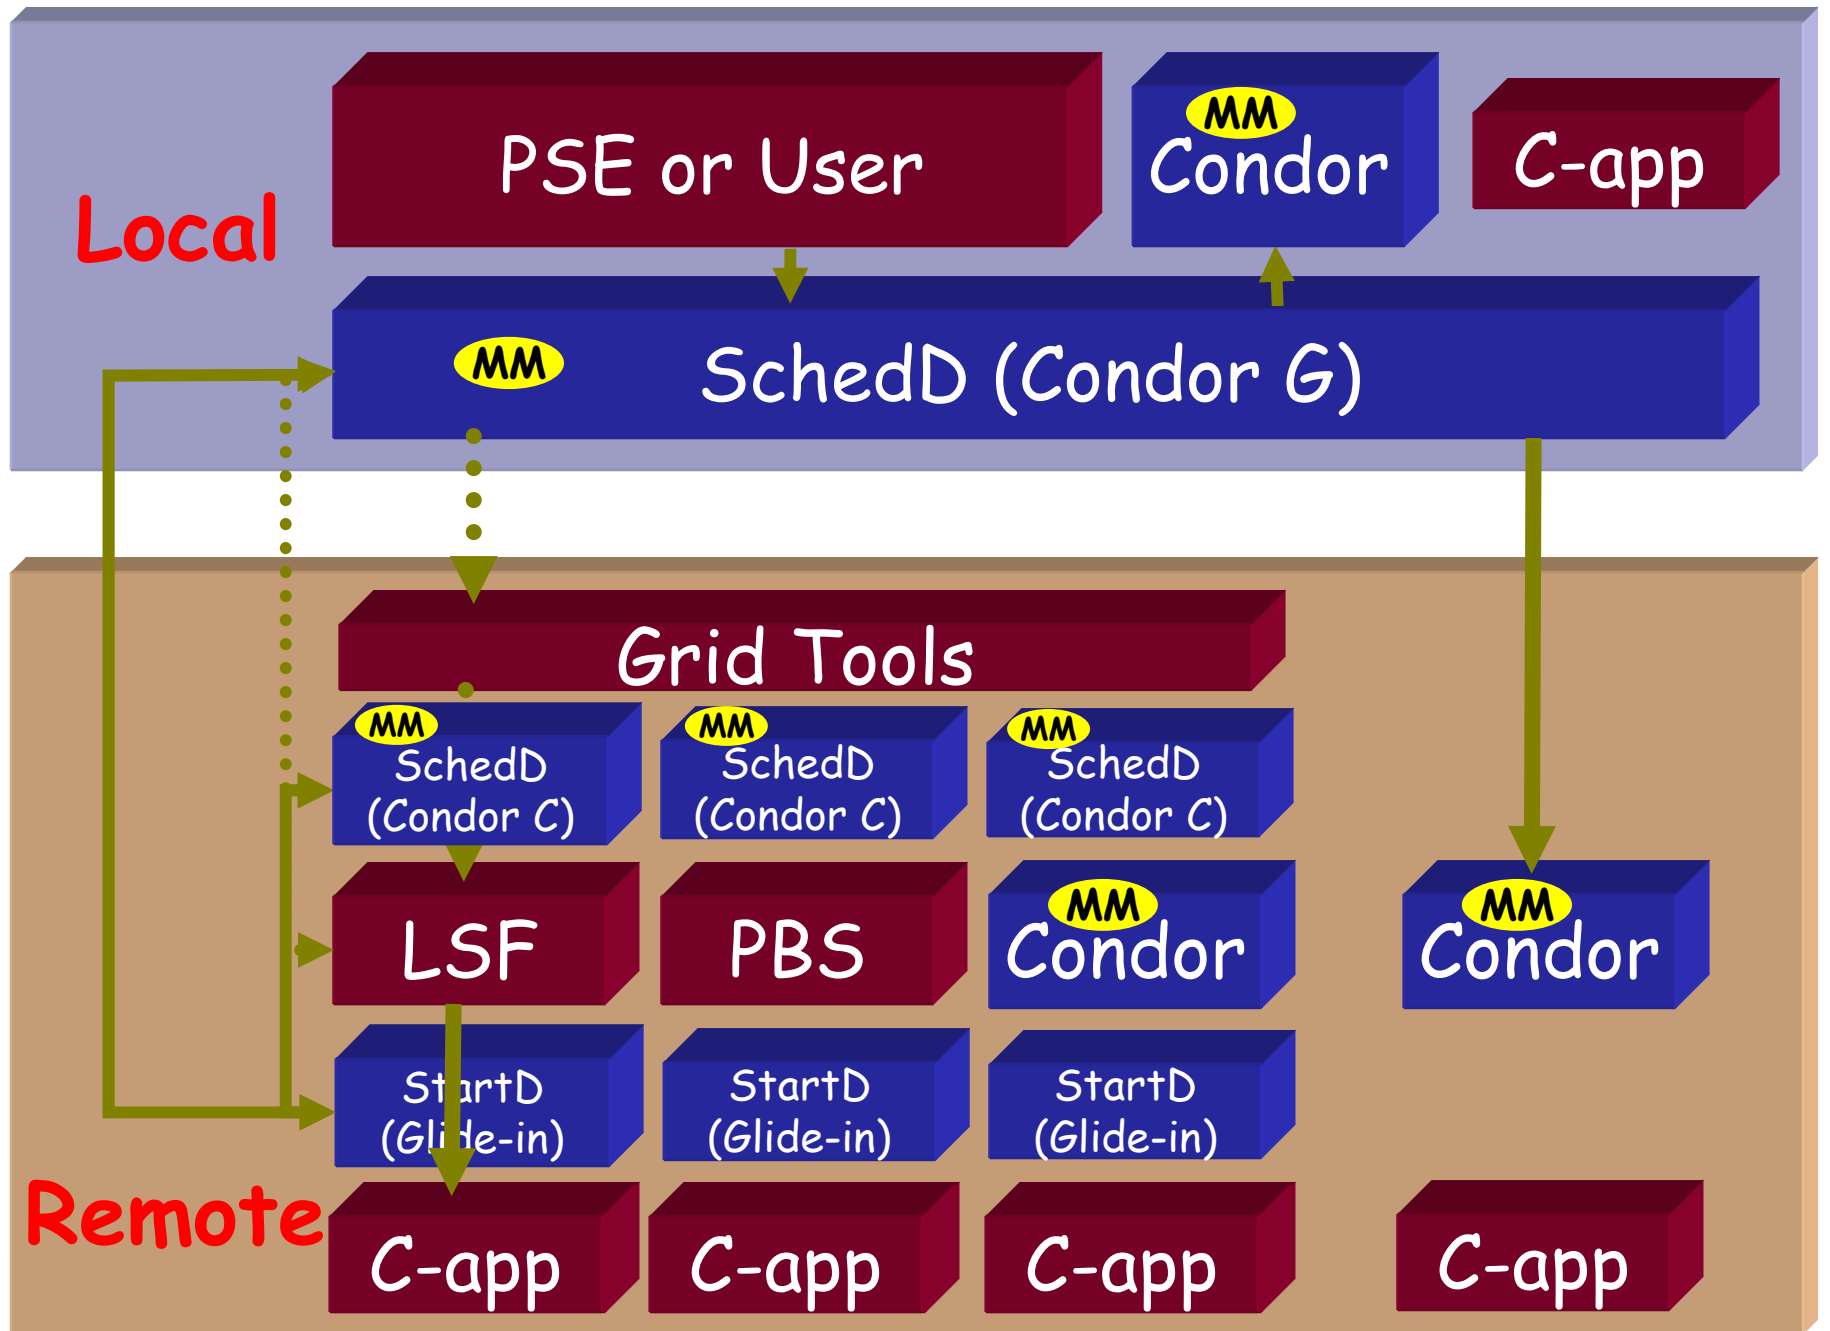 PSE or User
MM
Condor
C-app
Local
MM
SchedD (Condor G)
Grid Tools
MM
SchedD
(Condor C)
MM
SchedD
(Condor C)
MM
SchedD
(Condor C)
LSF
PBS
MM
Condor
MM
Condor
StartD
(Glide-in)
StartD
(Glide-in)
StartD
(Glide-in)
Remote
C-app
C-app
C-app
C-app